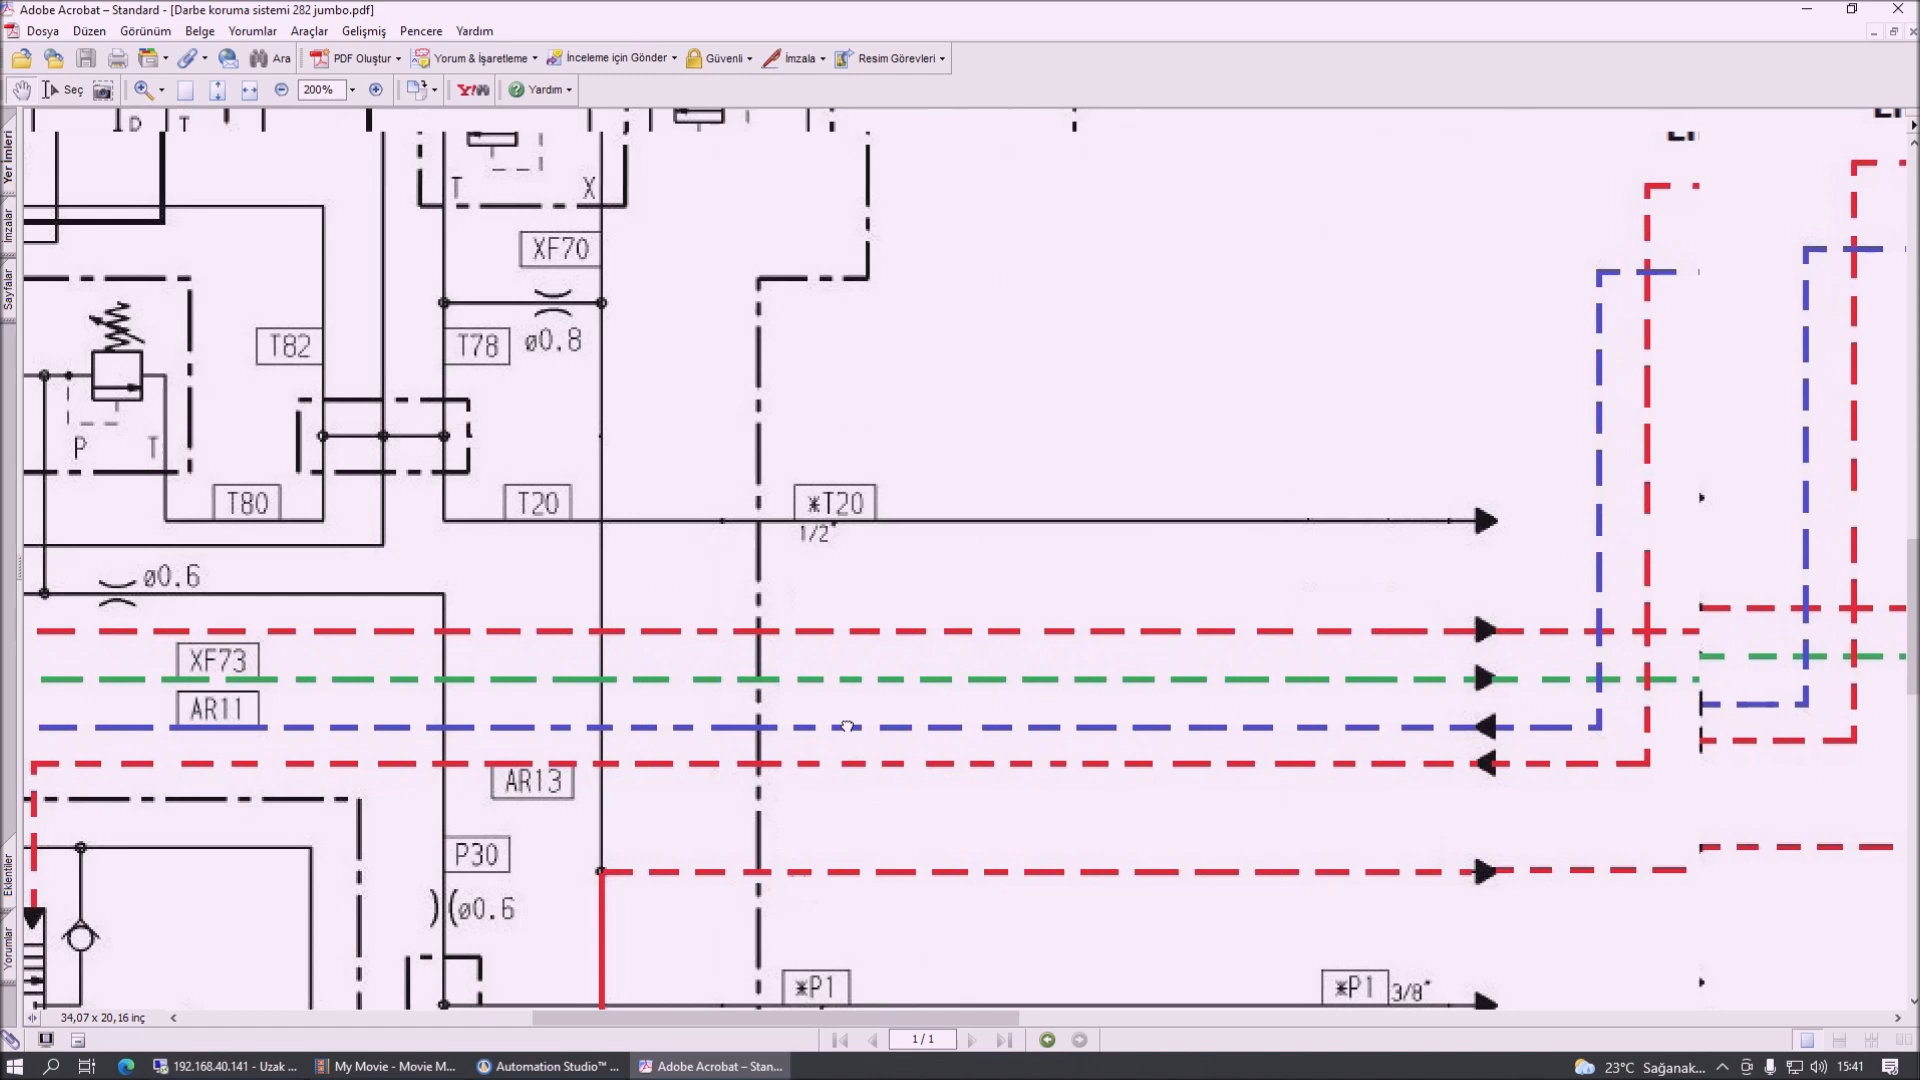 Adobe Acrobat – Standard - [Darbe koruma sistemi 282 jumbo.pdf]
Dosya Düzen Görünüm Belge Yorumlar Araçlar Gelişmiş Pencere Yardım
Ara PDF Oluştur Yorum & İşaretleme İnceleme için Gönder Güvenli İmzala Resim Görevleri
Seç 200% Y! Yardım
Yer İmleri
İmzalar
Sayfalar
Eklentiler
Yorumlar
D T
T X
XF70
T82
T78
ø0.8
P T
T80
T20
*T20
1/2"
ø0.6
XF73
AR11
AR13
P30
ø0.6
*P1
*P1
3/8"
34,07 x 20,16 inç
1 / 1
192.168.40.141 - Uzak ...
My Movie - Movie M...
Automation Studio™ ...
Adobe Acrobat – Stan...
23°C Sağanak...
15:41